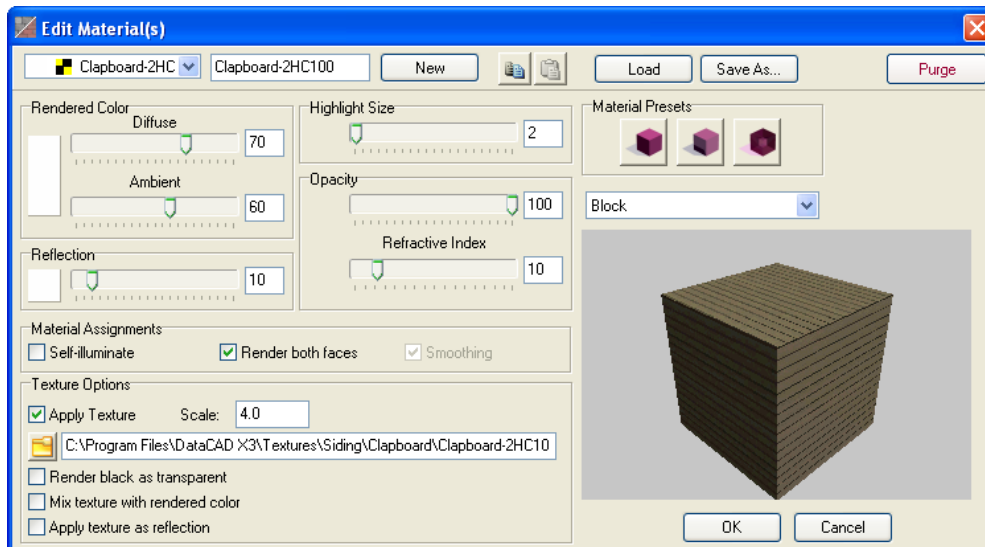 Edit Material(s)
Clapboard-2HC Clapboard-2HC100 New Load Save As... Purge
Rendered Color
Diffuse
70
Ambient
60
Reflection
10
Highlight Size
2
Opacity
100
Refractive Index
10
Material Presets
Block
Material Assignments
Self-illuminate Render both faces Smoothing
Texture Options
Apply Texture Scale: 4.0
C:\Program Files\DataCAD X3\Textures\Siding\Clapboard\Clapboard-2HC10
Render black as transparent
Mix texture with rendered color
Apply texture as reflection
OK Cancel